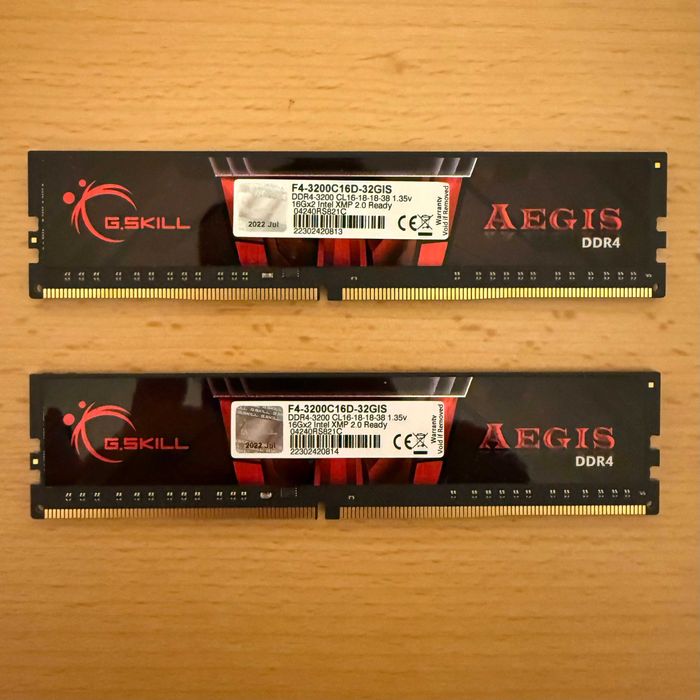 G.SKILL
F4-3200C16D-32GIS
DDR4-3200 CL16-18-18-38 1.35v
16Gx2 Intel XMP 2.0 Ready
04240RS821C
22302420813
2022 Jul
CE
Warranty
Void if Removed
AEGIS
DDR4
G.SKILL
F4-3200C16D-32GIS
DDR4-3200 CL16-18-18-38 1.35v
16Gx2 Intel XMP 2.0 Ready
04240RS821C
22302420814
2022 Jul
CE
Warranty
Void if Removed
AEGIS
DDR4